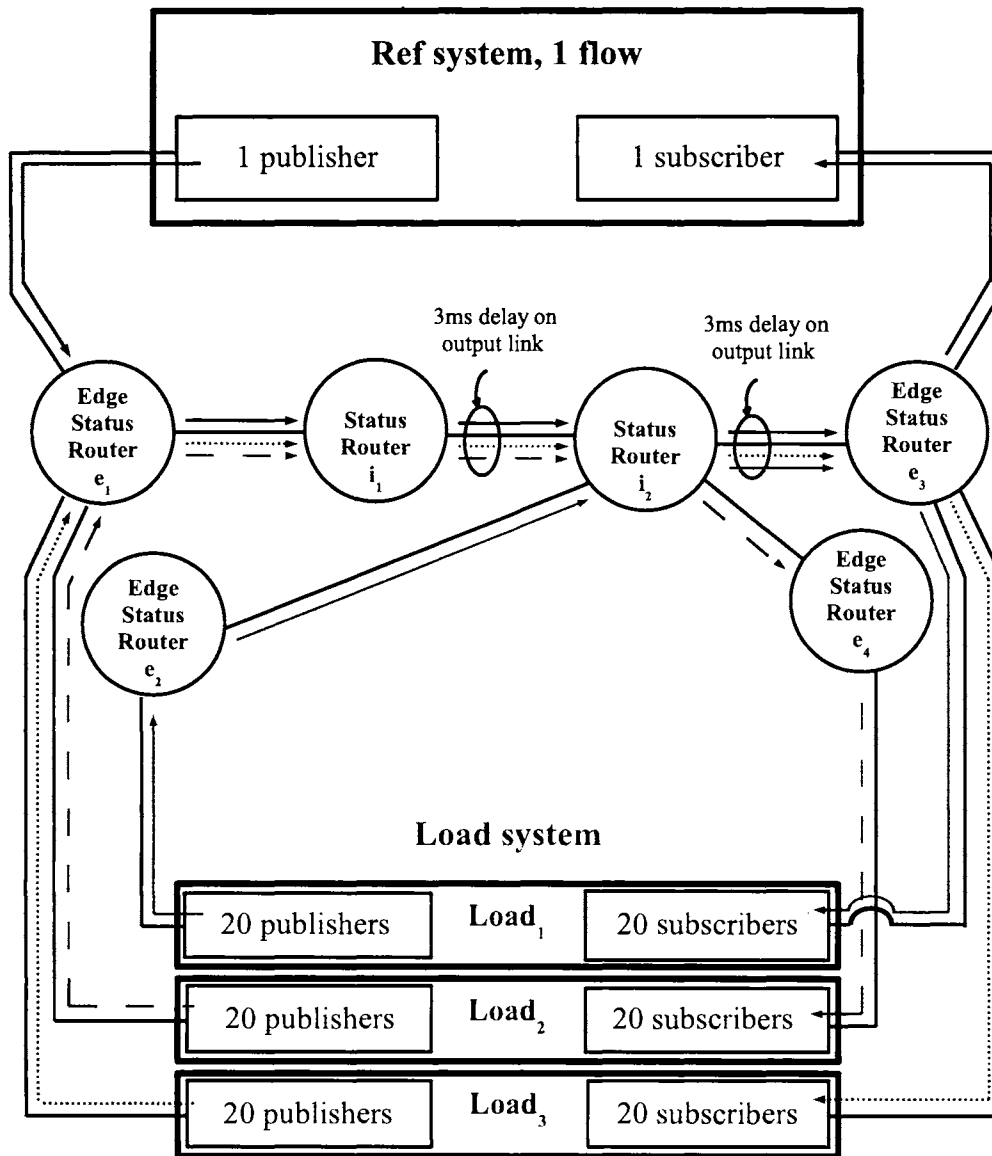 Ref system, 1 flow
1 publisher
1 subscriber
3ms delay on
output link
3ms delay on
output link
Edge
Status
Router
e₁
Status
Router
i₁
Status
Router
i₂
Edge
Status
Router
e₃
Edge
Status
Router
e₂
Edge
Status
Router
e₄
Load system
20 publishers
Load₁
20 subscribers
20 publishers
Load₂
20 subscribers
20 publishers
Load₃
20 subscribers